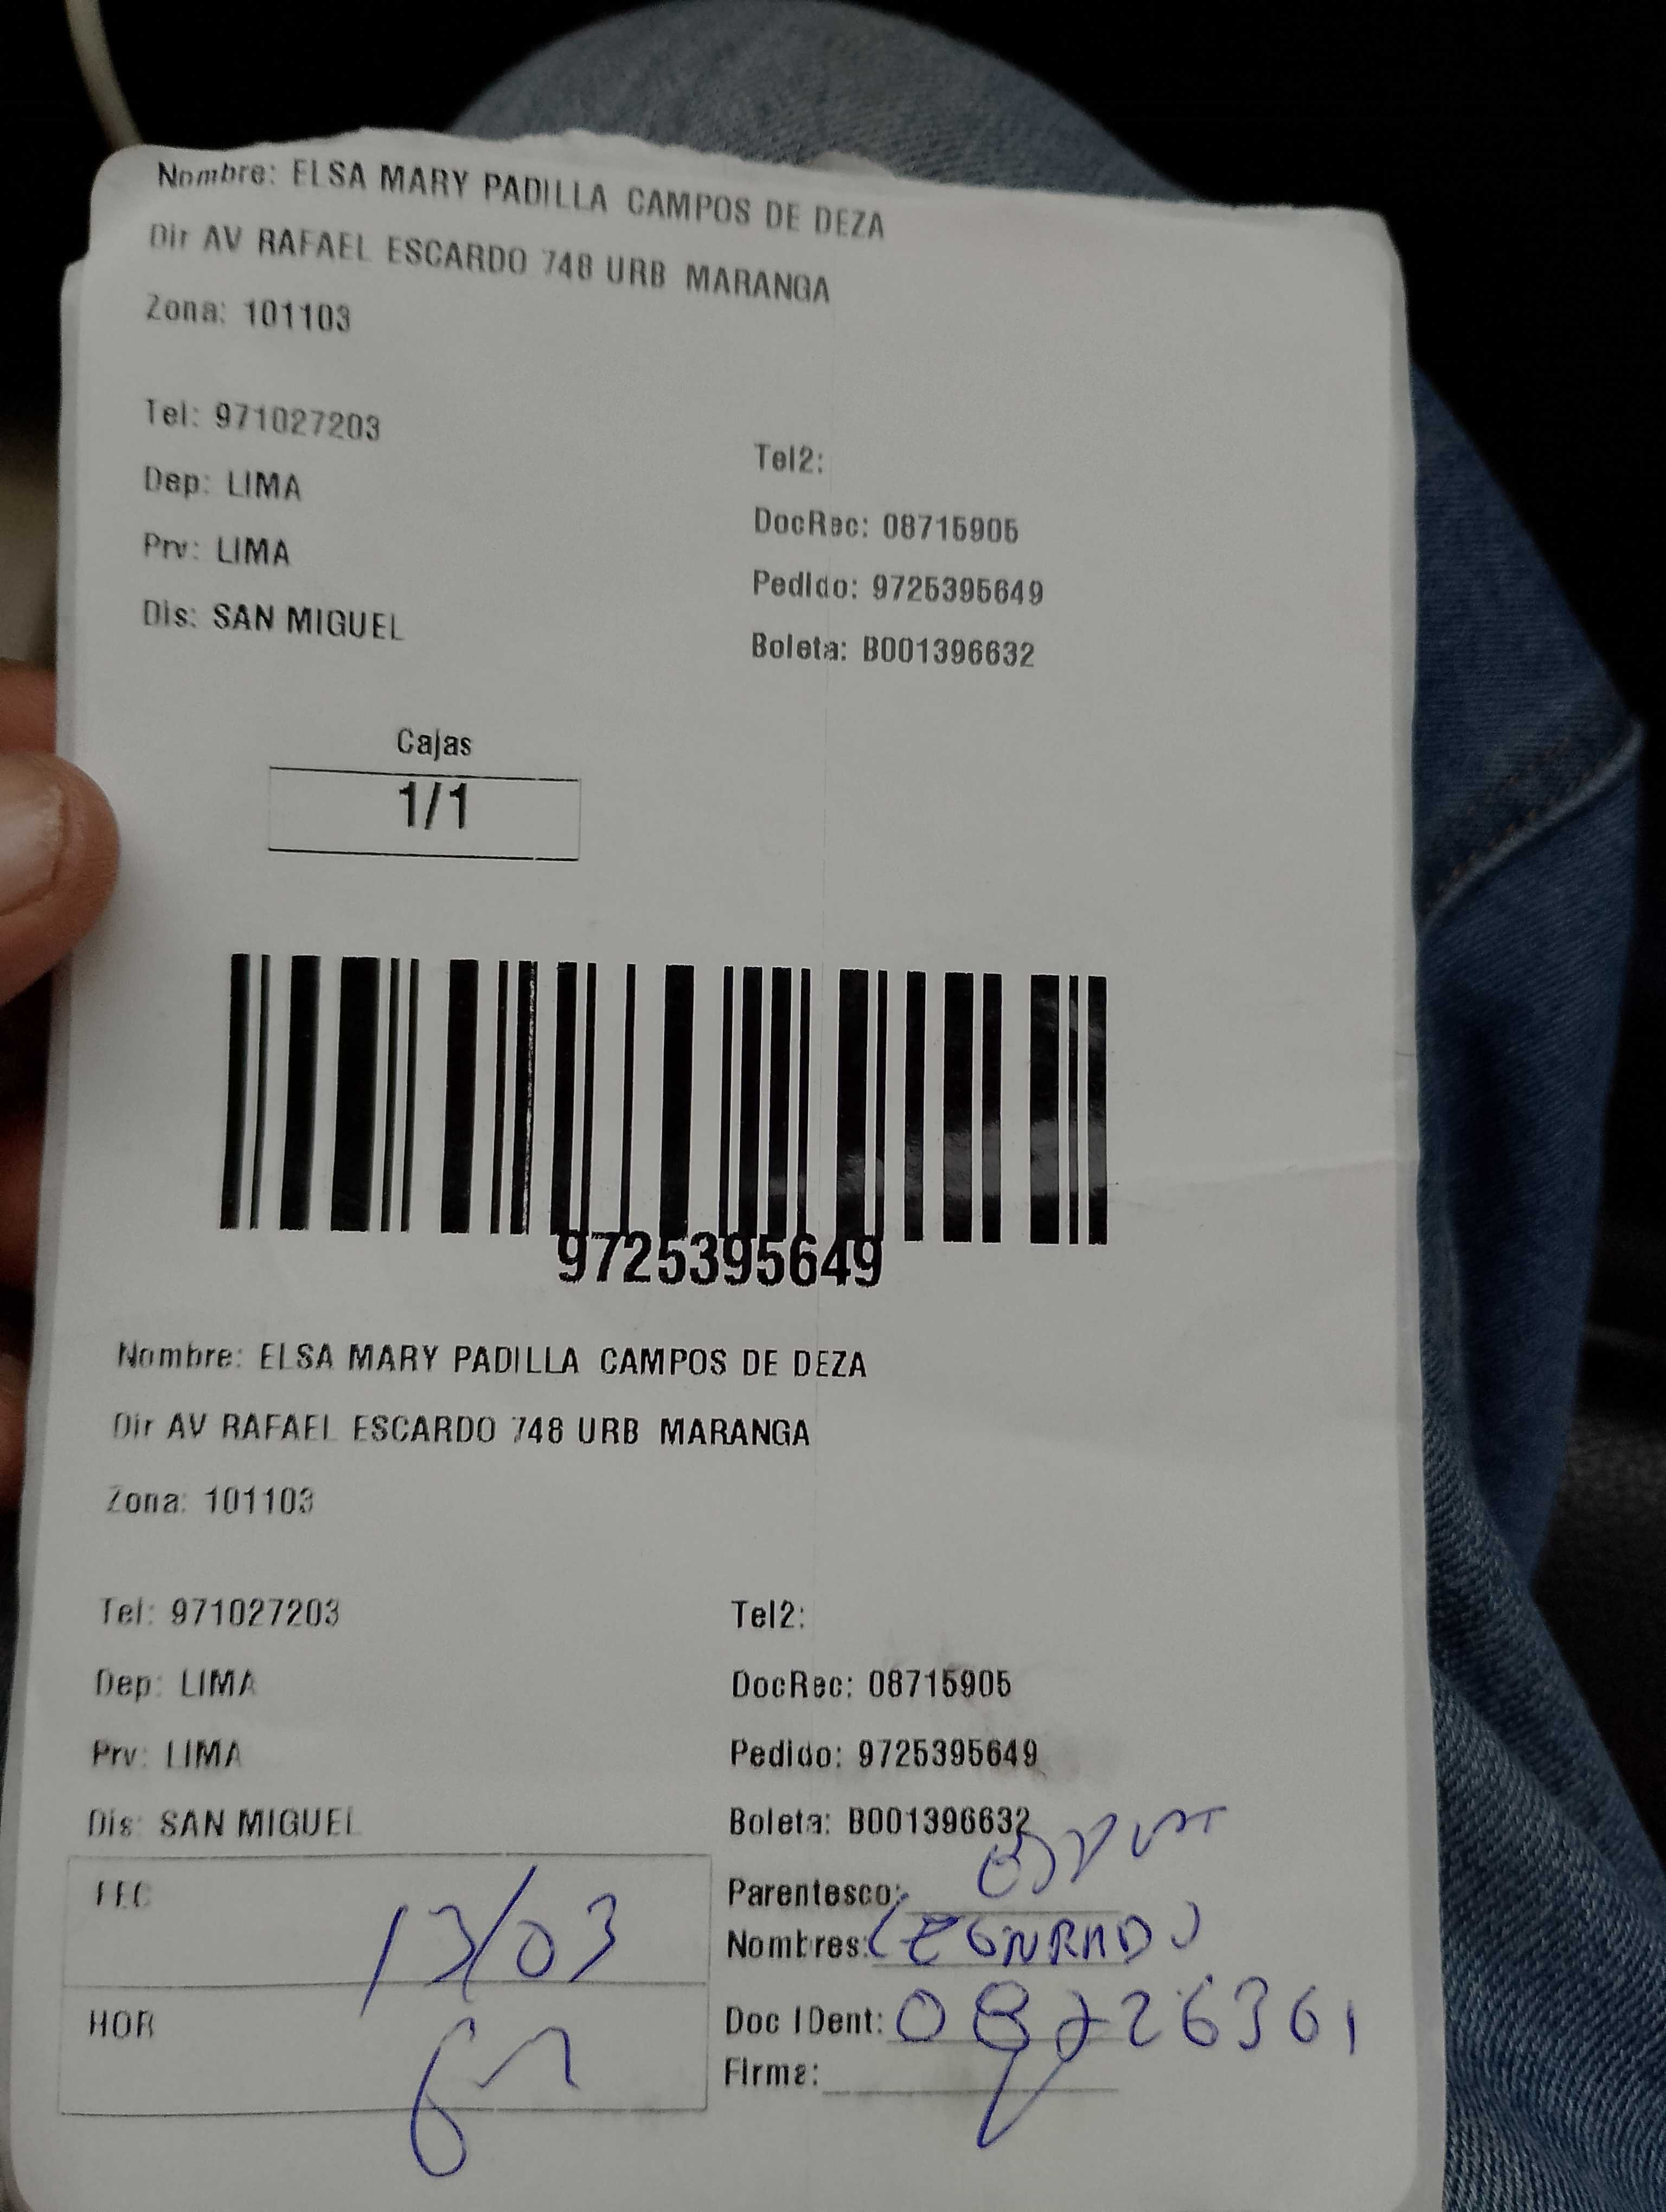 Nombre: ELSA MARY PADILLA CAMPOS DE DEZA
Dir AV RAFAEL ESCARDO 748 URB MARANGA
Zona: 101103
Tel: 971027203
Tel2:
Dep: LIMA
DocRec: 08715905
Prv: LIMA
Pedido: 9725395649
Dis: SAN MIGUEL
Boleta: B001396632
Cajas
1/1
9725395649
Nombre: ELSA MARY PADILLA CAMPOS DE DEZA
Dir AV RAFAEL ESCARDO 748 URB MARANGA
Zona: 101103
Tel: 971027203
Tel2:
Dep: LIMA
DocRec: 08715905
Prv: LIMA
Pedido: 9725395649
Dis: SAN MIGUEL
Boleta: B001396632
FEC 13/03
Parentesco:
Nombres: LEONRADO
HOR
Doc IDent: 08726361
Firma: